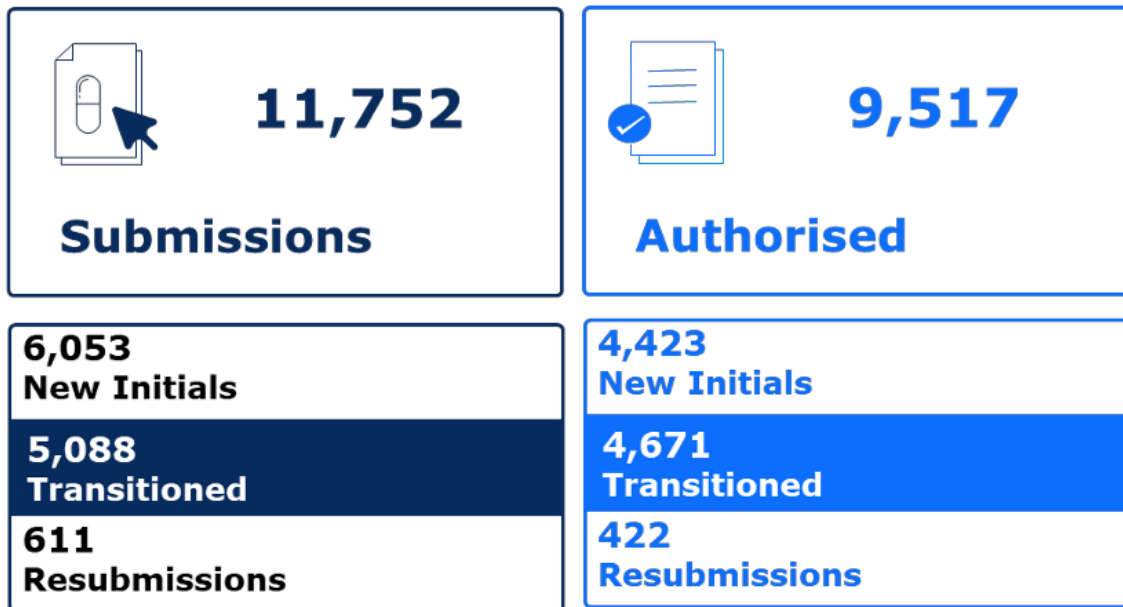 11,752
Submissions
9,517
Authorised
6,053
New Initials
5,088
Transitioned
611
Resubmissions
4,423
New Initials
4,671
Transitioned
422
Resubmissions